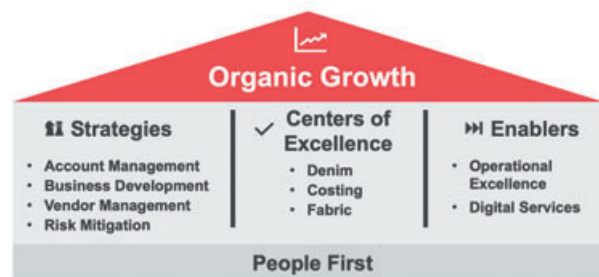 Organic Growth
Strategies
• Account Management
• Business Development
• Vendor Management
• Risk Mitigation
Centers of
Excellence
• Denim
• Costing
• Fabric
Enablers
• Operational
Excellence
• Digital Services
People First